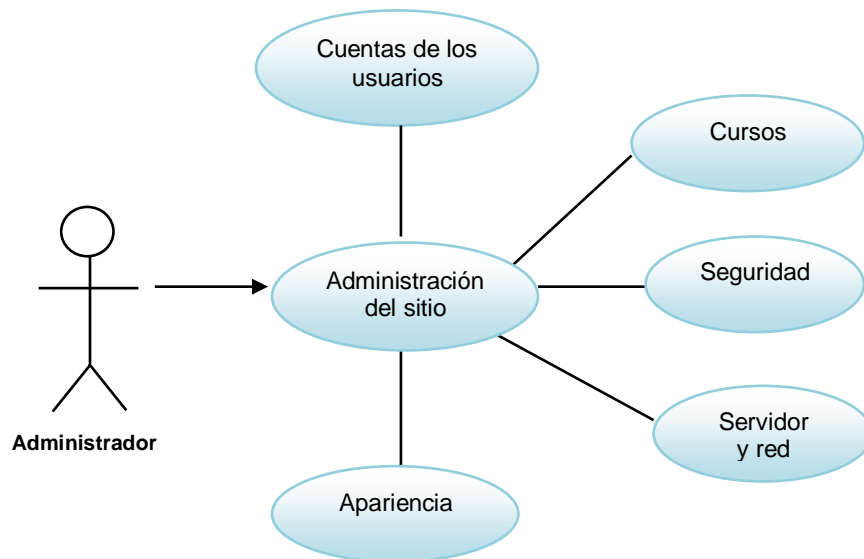 Cuentas de los
usuarios
Cursos
Administración
del sitio
Seguridad
Administrador
Servidor
y red
Apariencia